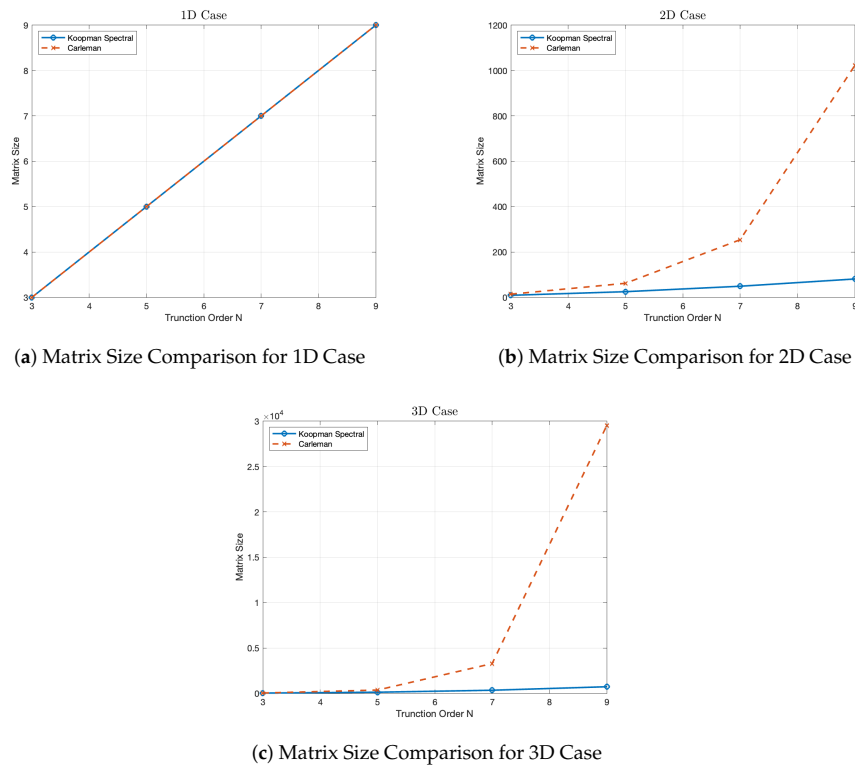 1D Case
9
8
7
6
5
4
3
Matrix Size
3 4 5 6 7 8 9
Trunction Order N
Koopman Spectral
Carleman
(a) Matrix Size Comparison for 1D Case
2D Case
1200
1000
800
600
400
200
0
Matrix Size
3 4 5 6 7 8 9
Trunction Order N
Koopman Spectral
Carleman
(b) Matrix Size Comparison for 2D Case
3D Case
×10⁴
3
2.5
2
1.5
1
0.5
0
Matrix Size
3 4 5 6 7 8 9
Trunction Order N
Koopman Spectral
Carleman
(c) Matrix Size Comparison for 3D Case